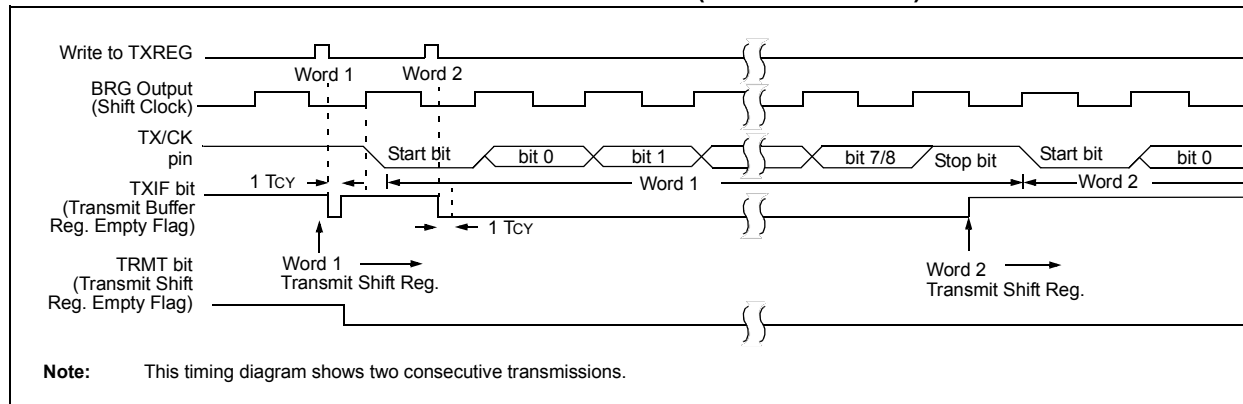 Write to TXREG
Word 1
Word 2
BRG Output
(Shift Clock)
TX/CK
pin
Start bit
bit 0
bit 1
bit 7/8
Stop bit
Start bit
bit 0
1 TCY
Word 1
Word 2
TXIF bit
(Transmit Buffer
Reg. Empty Flag)
1 TCY
Word 1
Transmit Shift Reg.
Word 2
Transmit Shift Reg.
TRMT bit
(Transmit Shift
Reg. Empty Flag)
Note: This timing diagram shows two consecutive transmissions.